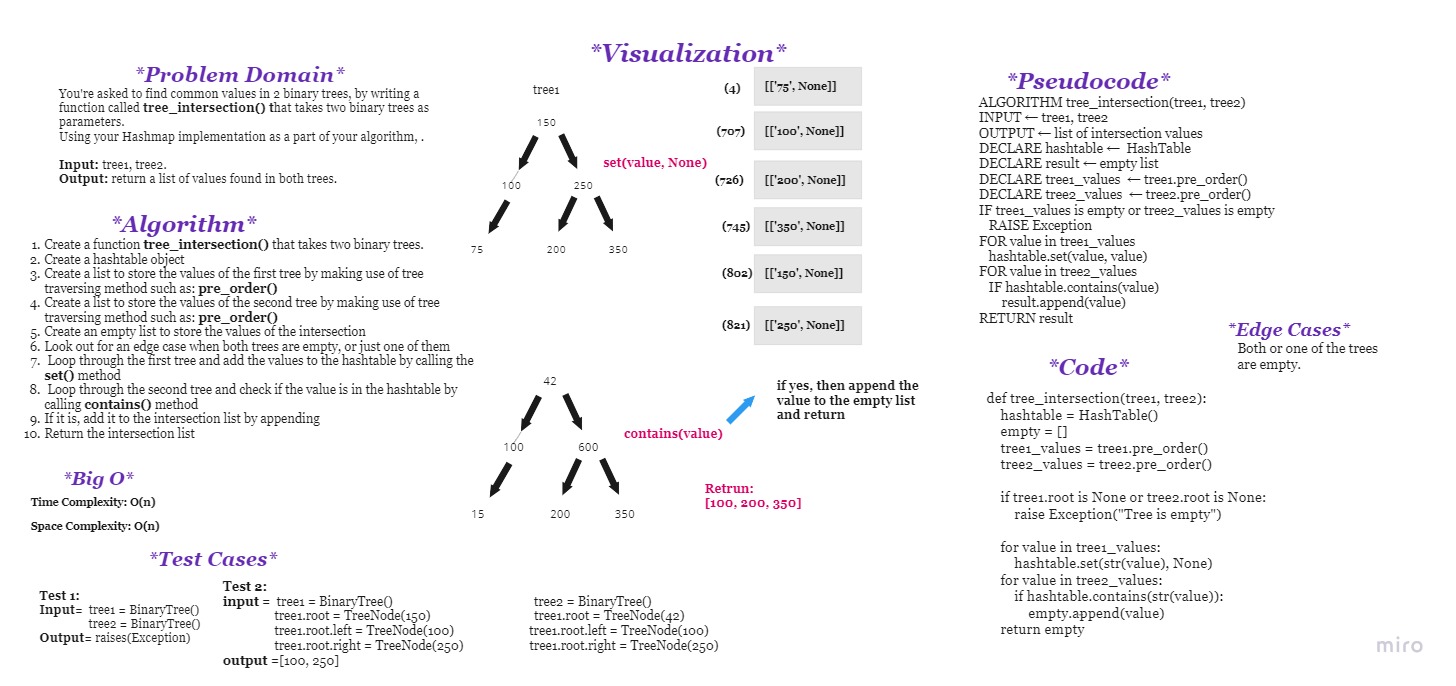 *Problem Domain*
You're asked to find common values in 2 binary trees, by writing a
function called tree_intersection() that takes two binary trees as
parameters.
Using your Hashmap implementation as a part of your algorithm, .
Input: tree1, tree2.
Output: return a list of values found in both trees.
*Algorithm*
1. Create a function tree_intersection() that takes two binary trees.
2. Create a hashtable object
3. Create a list to store the values of the first tree by making use of tree
traversing method such as: pre_order()
4. Create a list to store the values of the second tree by making use of tree
traversing method such as: pre_order()
5. Create an empty list to store the values of the intersection
6. Look out for an edge case when both trees are empty, or just one of them
7. Loop through the first tree and add the values to the hashtable by calling the
set() method
8. Loop through the second tree and check if the value is in the hashtable by
calling contains() method
9. If it is, add it to the intersection list by appending
10. Return the intersection list
*Big O*
Time Complexity: O(n)
Space Complexity: O(n)
*Visualization*
tree1
150
100 250
75 200 350
set(value, None)
(4) [['75', None]]
(707) [['100', None]]
(726) [['200', None]]
(745) [['350', None]]
(802) [['150', None]]
(821) [['250', None]]
42
100 600
15 200 350
contains(value)
if yes, then append the
value to the empty list
and return
Retrun:
[100, 200, 350]
*Test Cases*
Test 1:
Input= tree1 = BinaryTree()
tree2 = BinaryTree()
Output= raises(Exception)
Test 2:
input = tree1 = BinaryTree()
tree1.root = TreeNode(150)
tree1.root.left = TreeNode(100)
tree1.root.right = TreeNode(250)
output =[100, 250]
tree2 = BinaryTree()
tree1.root = TreeNode(42)
tree1.root.left = TreeNode(100)
tree1.root.right = TreeNode(250)
*Pseudocode*
ALGORITHM tree_intersection(tree1, tree2)
INPUT ← tree1, tree2
OUTPUT ← list of intersection values
DECLARE hashtable ← HashTable
DECLARE result ← empty list
DECLARE tree1_values ← tree1.pre_order()
DECLARE tree2_values ← tree2.pre_order()
IF tree1_values is empty or tree2_values is empty
RAISE Exception
FOR value in tree1_values
hashtable.set(value, value)
FOR value in tree2_values
IF hashtable.contains(value)
result.append(value)
RETURN result
*Edge Cases*
Both or one of the trees
are empty.
*Code*
def tree_intersection(tree1, tree2):
hashtable = HashTable()
empty = []
tree1_values = tree1.pre_order()
tree2_values = tree2.pre_order()
if tree1.root is None or tree2.root is None:
raise Exception("Tree is empty")
for value in tree1_values:
hashtable.set(str(value), None)
for value in tree2_values:
if hashtable.contains(str(value)):
empty.append(value)
return empty
miro